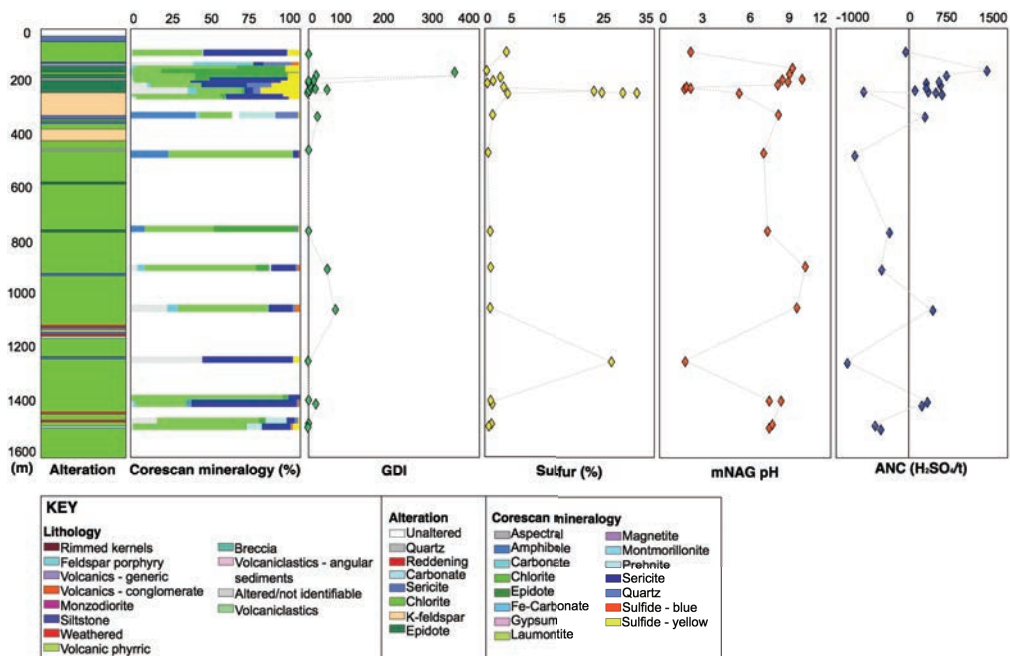 0 25 50 75 100 0 100 200 300 400 0 5 15 25 35 0 3 6 9 12 -1000 0 750 1500
0
200
400
600
800
1000
1200
1400
1600
(m) Alteration Corescan mineralogy (%) GDI Sulfur (%) mNAG pH ANC (H₂SO₄/t)
KEY
Lithology
Rimmed kernels
Feldspar porphyry
Volcanics - generic
Volcanics - conglomerate
Monzodiorite
Siltstone
Weathered
Volcanic phyrric
Breccia
Volcaniclastics - angular
sediments
Altered/not identifiable
Volcaniclastics
Alteration
Unaltered
Quartz
Reddening
Carbonate
Sericite
Chlorite
K-feldspar
Epidote
Corescan mineralogy
Aspectral
Amphibole
Carbonate
Chlorite
Epidote
Fe-Carbonate
Gypsum
Laumontite
Magnetite
Montmorillonite
Prehnite
Sericite
Quartz
Sulfide - blue
Sulfide - yellow